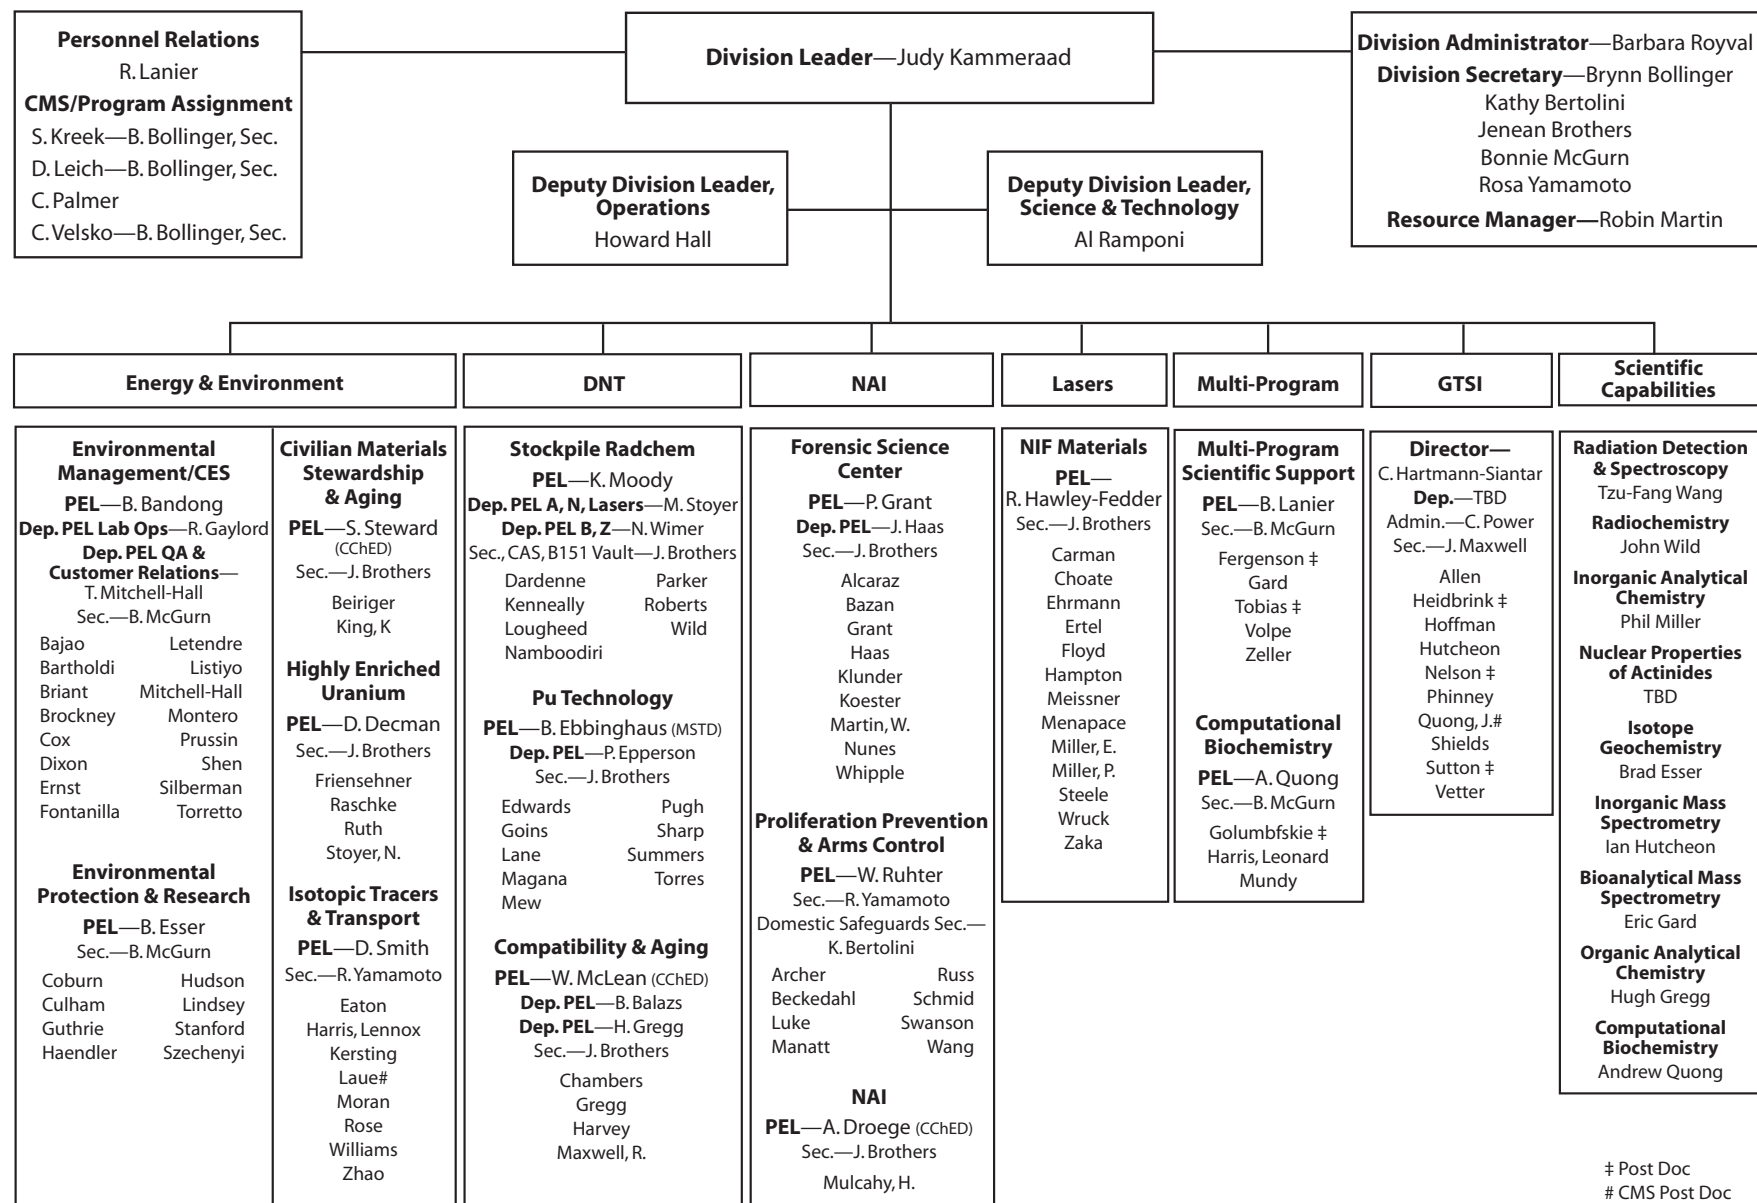 Personnel Relations
R. Lanier
CMS/Program Assignment
S. Kreek—B. Bollinger, Sec.
D. Leich—B. Bollinger, Sec.
C. Palmer
C. Velsko—B. Bollinger, Sec.
Division Leader—Judy Kammeraad
Division Administrator—Barbara Royval
Division Secretary—Brynn Bollinger
Kathy Bertolini
Jenean Brothers
Bonnie McGurn
Rosa Yamamoto
Resource Manager—Robin Martin
Deputy Division Leader,
Operations
Howard Hall
Deputy Division Leader,
Science & Technology
Al Ramponi
Energy & Environment
DNT
NAI
Lasers
Multi-Program
GTSI
Scientific
Capabilities
Environmental
Management/CES
PEL—B. Bandong
Dep. PEL Lab Ops—R. Gaylord
Dep. PEL QA &
Customer Relations—
T. Mitchell-Hall
Sec.—B. McGurn
Bajao Letendre
Bartholdi Listiyo
Briant Mitchell-Hall
Brockney Montero
Cox Prussin
Dixon Shen
Ernst Silberman
Fontanilla Torretto
Environmental
Protection & Research
PEL—B. Esser
Sec.—B. McGurn
Coburn Hudson
Culham Lindsey
Guthrie Stanford
Haendler Szechenyi
Civilian Materials
Stewardship
& Aging
PEL—S. Steward
(CChED)
Sec.—J. Brothers
Beiriger
King, K
Highly Enriched
Uranium
PEL—D. Decman
Sec.—J. Brothers
Friensehner
Raschke
Ruth
Stoyer, N.
Isotopic Tracers
& Transport
PEL—D. Smith
Sec.—R. Yamamoto
Eaton
Harris, Lennox
Kersting
Laue#
Moran
Rose
Williams
Zhao
Stockpile Radchem
PEL—K. Moody
Dep. PEL A, N, Lasers—M. Stoyer
Dep. PEL B, Z—N. Wimer
Sec., CAS, B151 Vault—J. Brothers
Dardenne Parker
Kenneally Roberts
Lougheed Wild
Namboodiri
Pu Technology
PEL—B. Ebbinghaus (MSTD)
Dep. PEL—P. Epperson
Sec.—J. Brothers
Edwards Pugh
Goins Sharp
Lane Summers
Magana Torres
Mew
Compatibility & Aging
PEL—W. McLean (CChED)
Dep. PEL—B. Balazs
Dep. PEL—H. Gregg
Sec.—J. Brothers
Chambers
Gregg
Harvey
Maxwell, R.
Forensic Science
Center
PEL—P. Grant
Dep. PEL—J. Haas
Sec.—J. Brothers
Alcaraz
Bazan
Grant
Haas
Klunder
Koester
Martin, W.
Nunes
Whipple
Proliferation Prevention
& Arms Control
PEL—W. Ruhter
Sec.—R. Yamamoto
Domestic Safeguards Sec.—
K. Bertolini
Archer Russ
Beckedahl Schmid
Luke Swanson
Manatt Wang
NAI
PEL—A. Droege (CChED)
Sec.—J. Brothers
Mulcahy, H.
NIF Materials
PEL—
R. Hawley-Fedder
Sec.—J. Brothers
Carman
Choate
Ehrmann
Ertel
Floyd
Hampton
Meissner
Menapace
Miller, E.
Miller, P.
Steele
Wruck
Zaka
Multi-Program
Scientific Support
PEL—B. Lanier
Sec.—B. McGurn
Fergenson ‡
Gard
Tobias ‡
Volpe
Zeller
Computational
Biochemistry
PEL—A. Quong
Sec.—B. McGurn
Golumbfskie ‡
Harris, Leonard
Mundy
Director—
C. Hartmann-Siantar
Dep.—TBD
Admin.—C. Power
Sec.—J. Maxwell
Allen
Heidbrink ‡
Hoffman
Hutcheon
Nelson ‡
Phinney
Quong, J.#
Shields
Sutton ‡
Vetter
Radiation Detection
& Spectroscopy
Tzu-Fang Wang
Radiochemistry
John Wild
Inorganic Analytical
Chemistry
Phil Miller
Nuclear Properties
of Actinides
TBD
Isotope
Geochemistry
Brad Esser
Inorganic Mass
Spectrometry
Ian Hutcheon
Bioanalytical Mass
Spectrometry
Eric Gard
Organic Analytical
Chemistry
Hugh Gregg
Computational
Biochemistry
Andrew Quong
‡ Post Doc
# CMS Post Doc